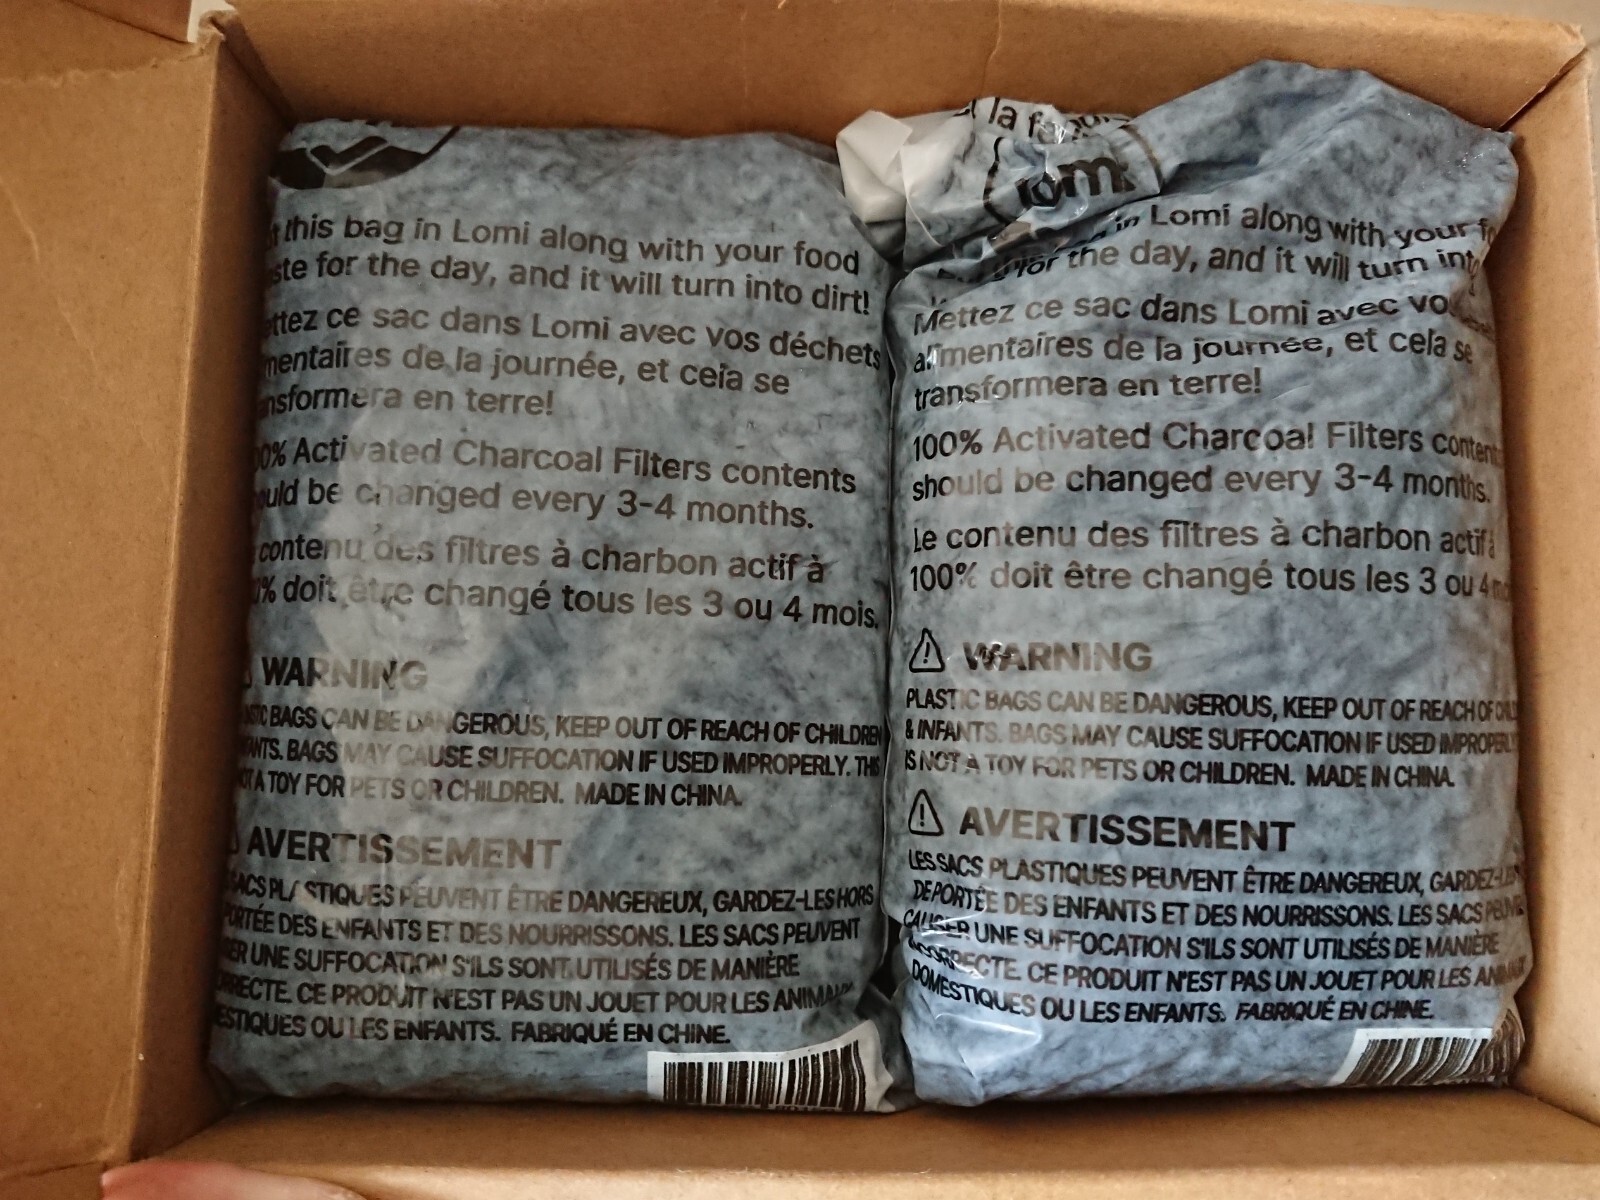 this bag in Lomi along with your food
for the day, and it will turn into dirt!
ce sac dans Lomi avec vos déchets
de la journée, et cela se
en terre!
Activated Charcoal Filters contents
be changed every 3-4 months.
contenu des filtres à charbon actif à
doit être changé tous les 3 ou 4 mois.
WARNING
BAGS CAN BE DANGEROUS, KEEP OUT OF REACH OF CHILDREN
BAGS MAY CAUSE SUFFOCATION IF USED IMPROPERLY. THIS
A TOY FOR PETS OR CHILDREN. MADE IN CHINA.
AVERTISSEMENT
SACS PLASTIQUES PEUVENT ÊTRE DANGEREUX, GARDEZ-LES HORS
PORTÉE DES ENFANTS ET DES NOURRISSONS. LES SACS PEUVENT
UNE SUFFOCATION S'ILS SONT UTILISÉS DE MANIÈRE
CE PRODUIT N'EST PAS UN JOUET POUR LES
OU LES ENFANTS. FABRIQUÉ EN CHINE.
la
lomi
in Lomi along with your
for the day, and it will turn into
Mettez ce sac dans Lomi avec
alimentaires de la journée, et cela se
transformera en terre!
100% Activated Charcoal Filters
should be changed every 3-4 months.
Le contenu des filtres à charbon actif à
100% doit être changé tous les 3 ou 4
WARNING
PLASTIC BAGS CAN BE DANGEROUS, KEEP OUT OF REACH OF
& INFANTS. BAGS MAY CAUSE SUFFOCATION IF USED IMPROPERLY.
IS NOT A TOY FOR PETS OR CHILDREN. MADE IN CHINA.
AVERTISSEMENT
LES SACS PLASTIQUES PEUVENT ÊTRE DANGEREUX,
DE PORTÉE DES ENFANTS ET DES NOURRISSONS. LES SACS
CAUSER UNE SUFFOCATION S'ILS SONT UTILISÉS DE MANIÈRE
INCORRECTE. CE PRODUIT N'EST PAS UN JOUET POUR LES
DOMESTIQUES OU LES ENFANTS. FABRIQUÉ EN CHINE.